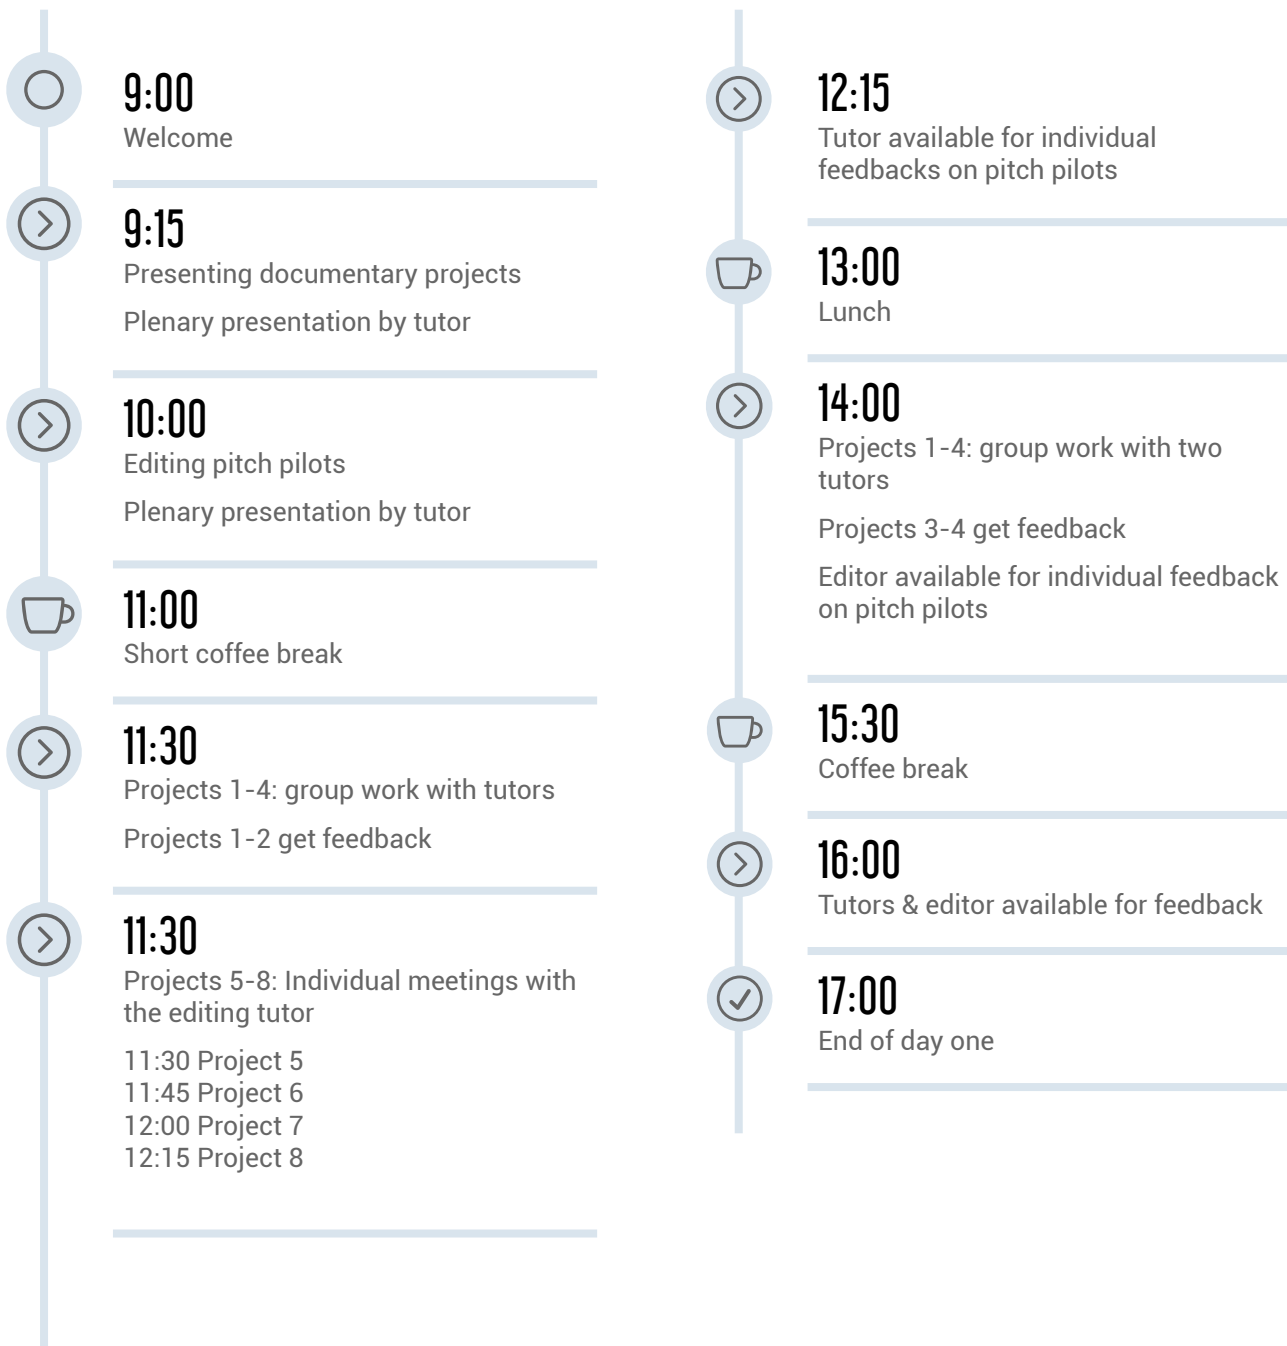 9:00
Welcome
9:15
Presenting documentary projects
Plenary presentation by tutor
10:00
Editing pitch pilots
Plenary presentation by tutor
11:00
Short coffee break
11:30
Projects 1-4: group work with tutors
Projects 1-2 get feedback
11:30
Projects 5-8: Individual meetings with
the editing tutor
11:30 Project 5
11:45 Project 6
12:00 Project 7
12:15 Project 8
12:15
Tutor available for individual
feedbacks on pitch pilots
13:00
Lunch
14:00
Projects 1-4: group work with two
tutors
Projects 3-4 get feedback
Editor available for individual feedback
on pitch pilots
15:30
Coffee break
16:00
Tutors & editor available for feedback
17:00
End of day one